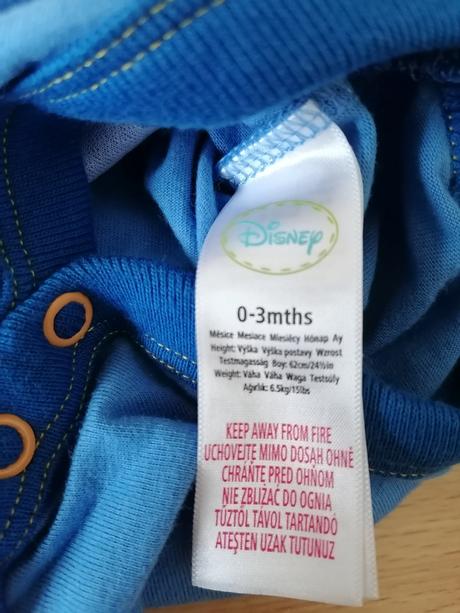 Disney
0-3mths
Měsíce Mesiace Miesięcy Hónap Ay
Height: Výška Výška postavy Wzrost
Testmagasság Boy: 62cm/24½in
Weight: Váha Váha Waga Testsúly
Ağırlık: 6.5kg/15lbs
KEEP AWAY FROM FIRE
UCHOVEJTE MIMO DOSAH OHNĚ
CHRÁŇTE PRED OHŇOM
NIE ZBLIŻAĆ DO OGNIA
TŰZTŐL TÁVOL TARTANDÓ
ATEŞTEN UZAK TUTUNUZ